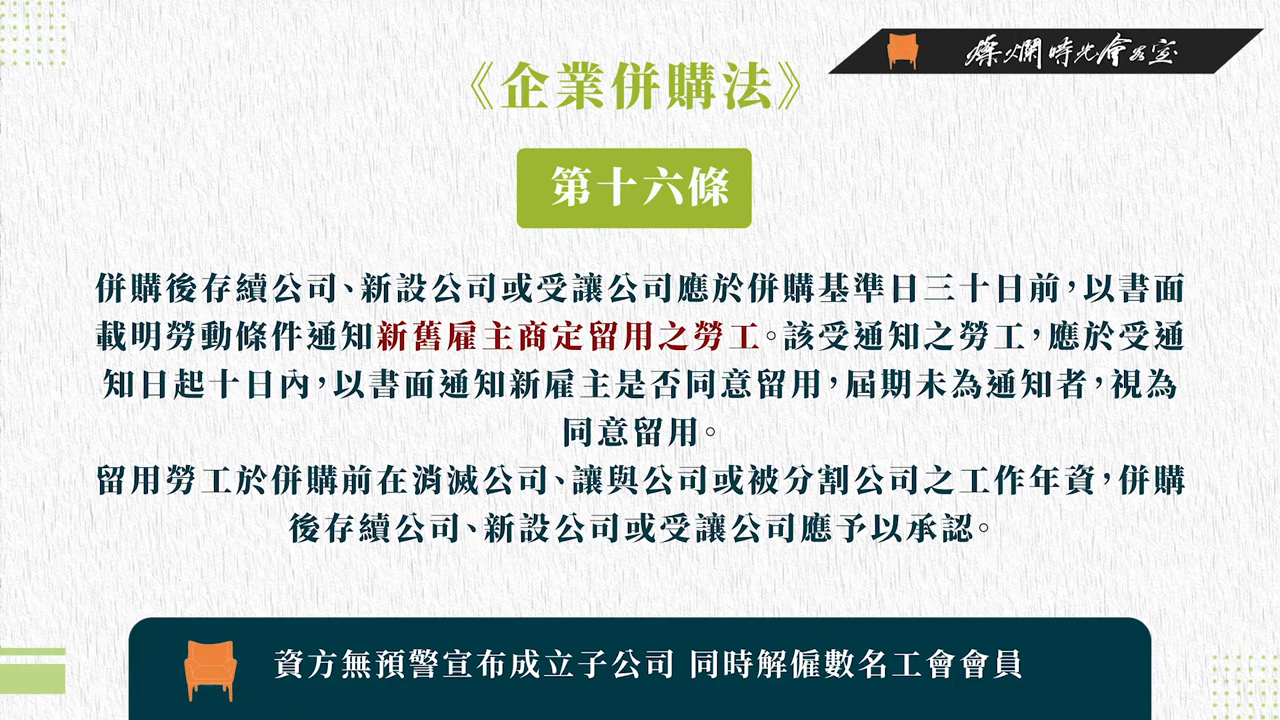 燦爛時光會客室
《企業併購法》
第十六條
併購後存續公司、新設公司或受讓公司應於併購基準日三十日前，以書面
載明勞動條件通知新舊雇主商定留用之勞工。該受通知之勞工，應於受通
知日起十日內，以書面通知新雇主是否同意留用，屆期未為通知者，視為
同意留用。
留用勞工於併購前在消滅公司、讓與公司或被分割公司之工作年資，併購
後存續公司、新設公司或受讓公司應予以承認。
資方無預警宣布成立子公司 同時解僱數名工會會員